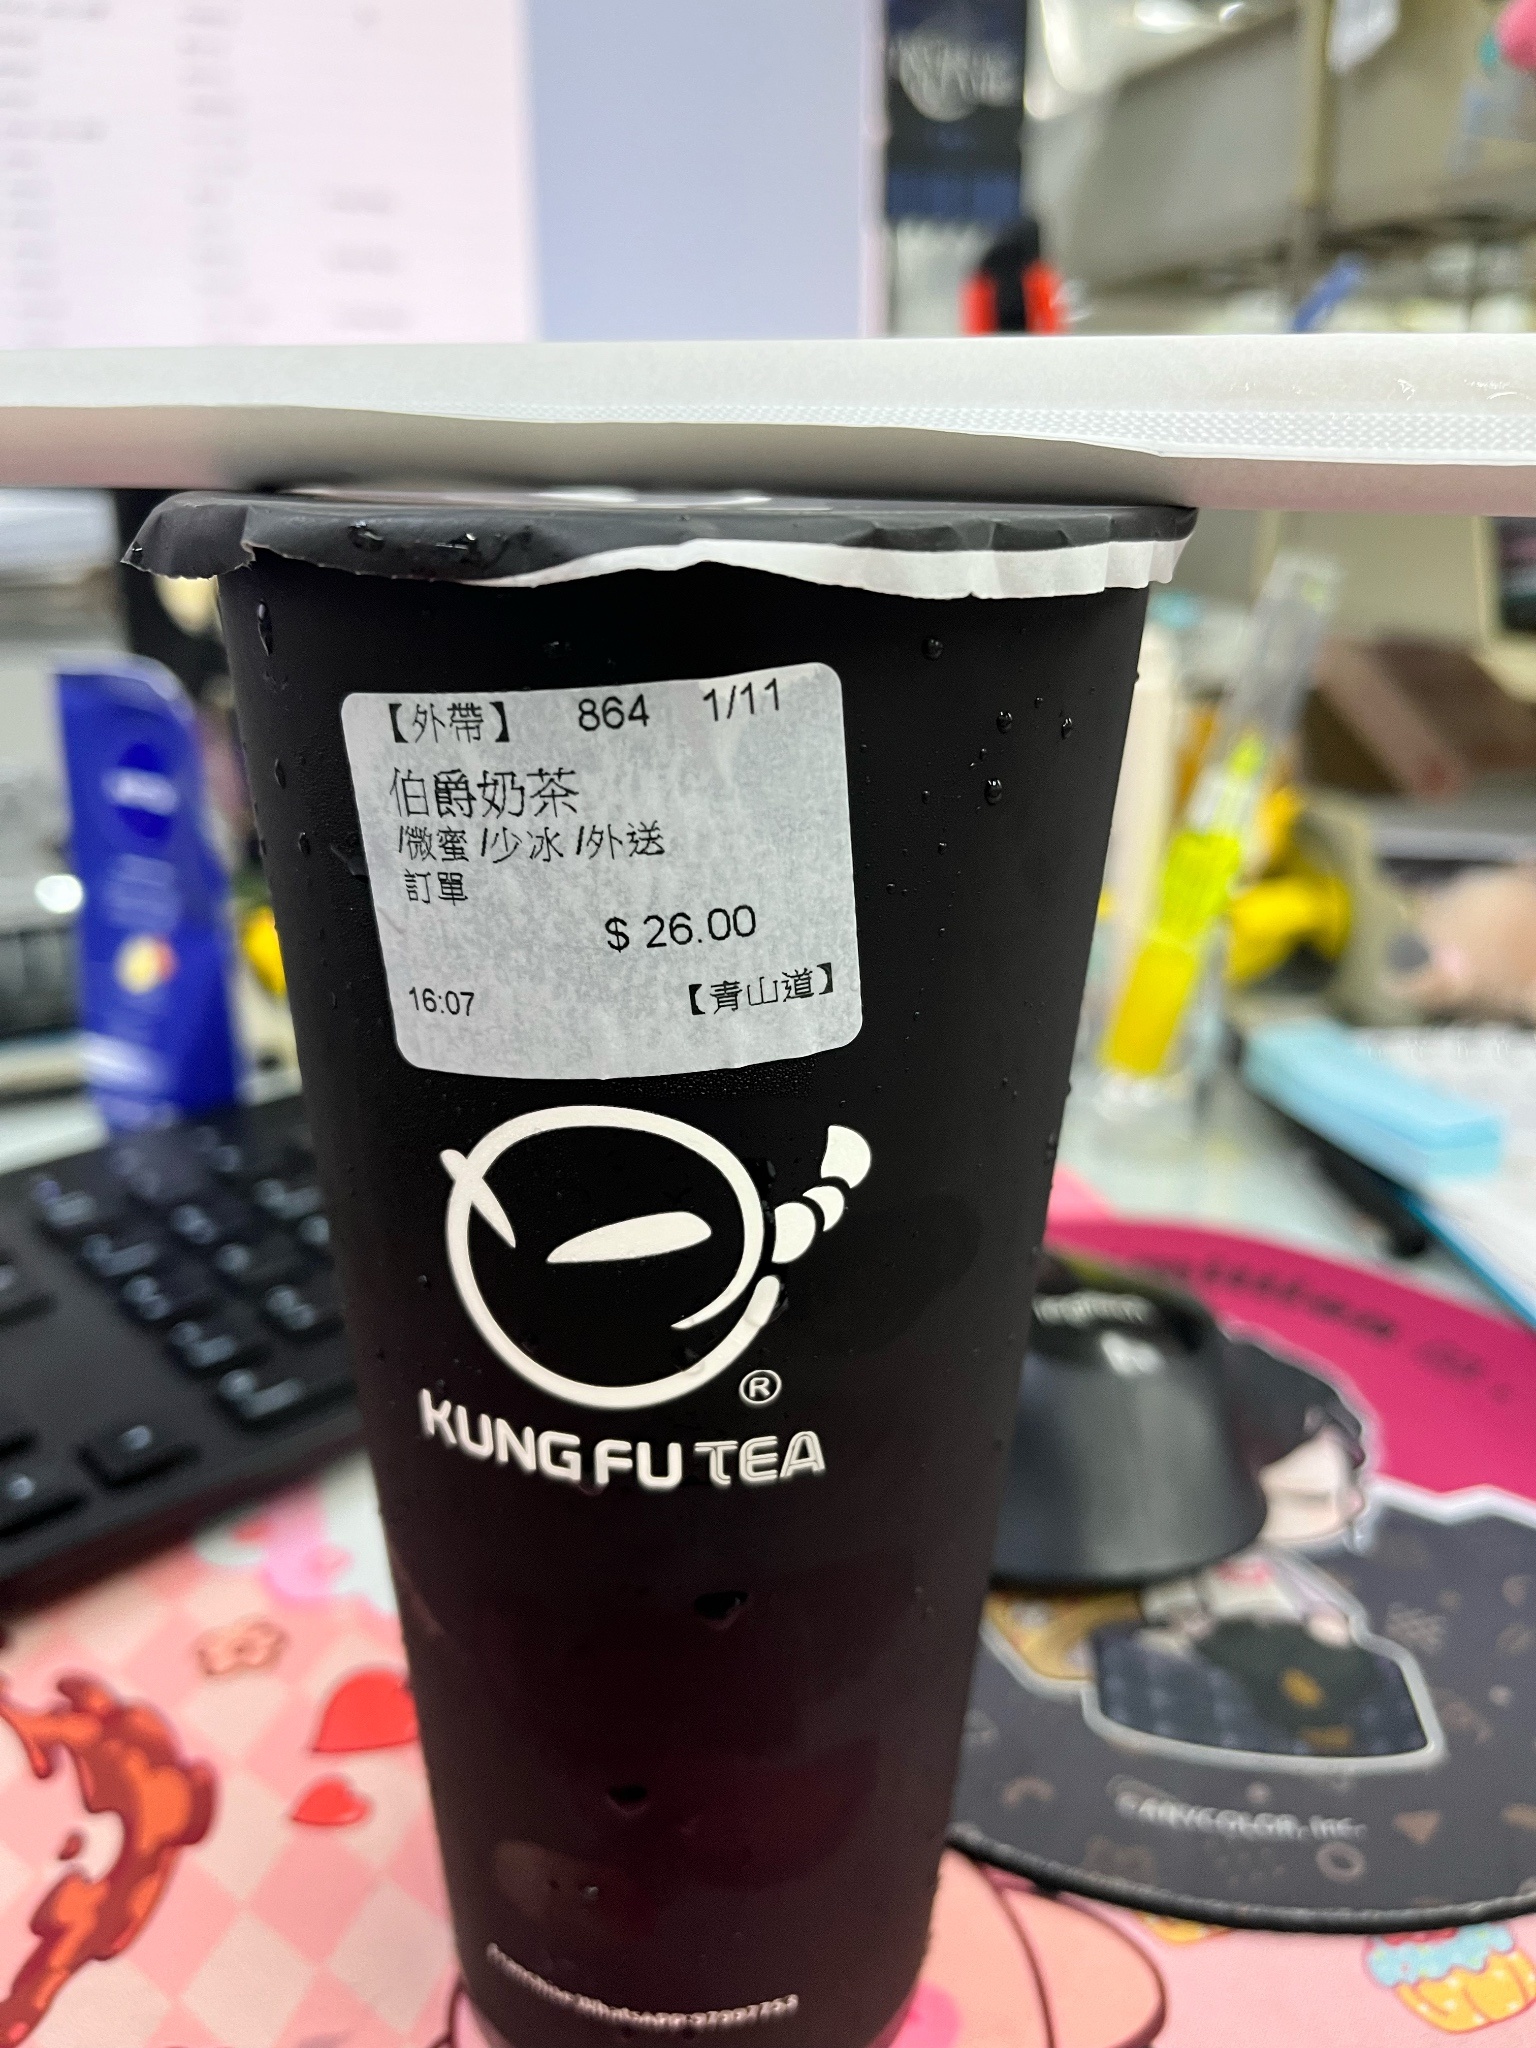 【外帶】 864 1/11
伯爵奶茶
/微蜜 /少冰 /外送
訂單
$ 26.00
16:07 【青山道】
®
KUNG FU TEA